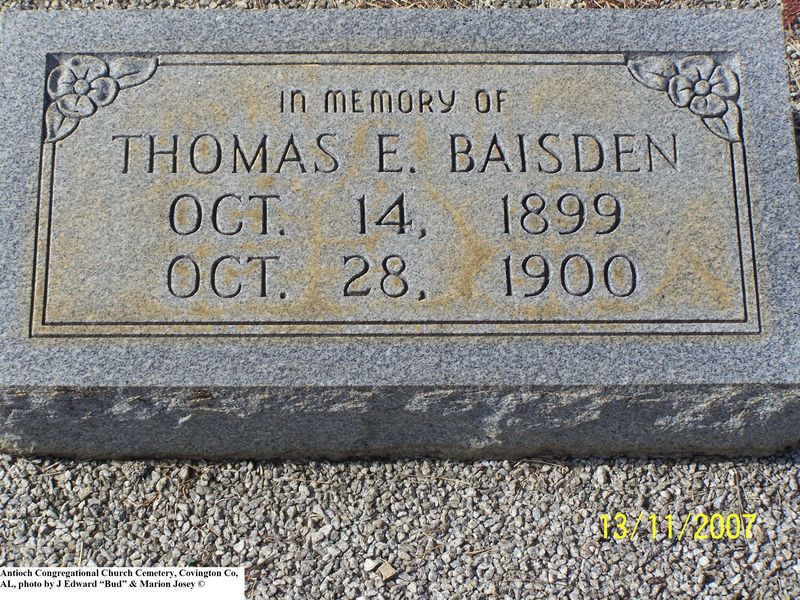 IN MEMORY OF
THOMAS E. BAISDEN
OCT. 14, 1899
OCT. 28, 1900
13/11/2007
Antioch Congregational Church Cemetery, Covington Co,
AL, photo by J Edward “Bud” & Marion Josey ©